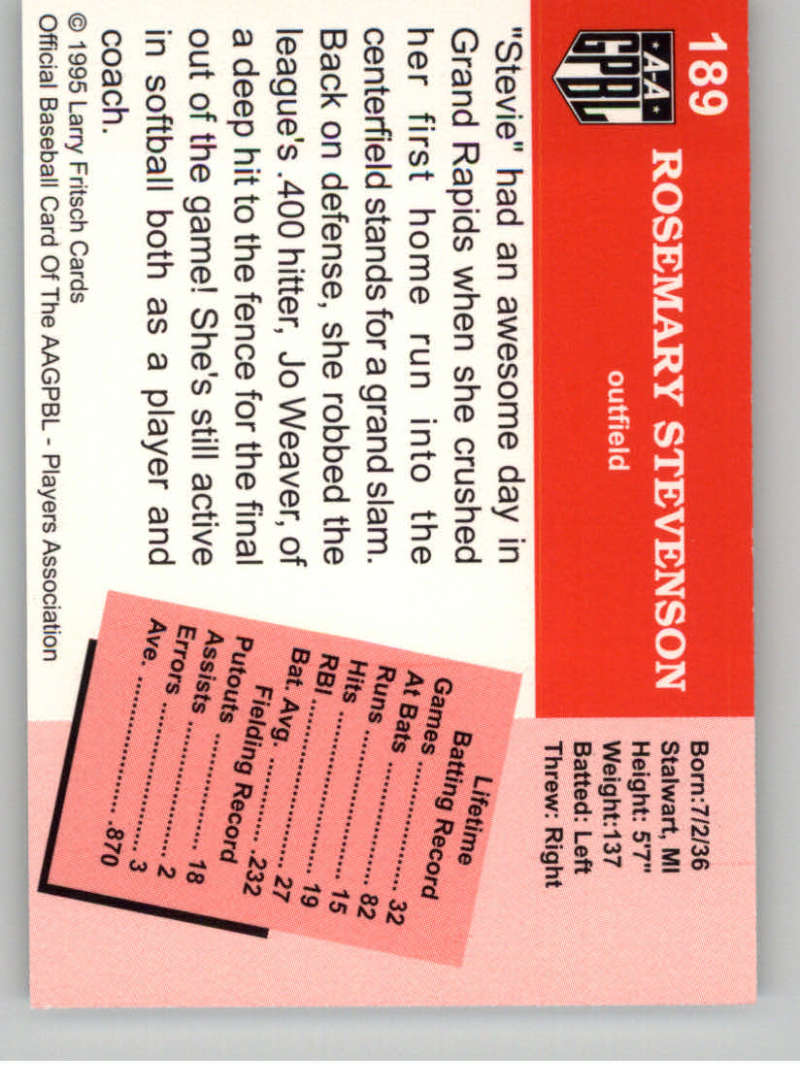 189
A-A
GPBL
ROSEMARY STEVENSON
outfield
Born:7/2/36
Stalwart, MI
Height: 5'7"
Weight:137
Batted: Left
Threw: Right
"Stevie" had an awesome day in
Grand Rapids when she crushed
her first home run into the
centerfield stands for a grand slam.
Back on defense, she robbed the
league's .400 hitter, Jo Weaver, of
a deep hit to the fence for the final
out of the game! She's still active
in softball both as a player and
coach.
Lifetime
Batting Record
Games ........................ 32
At Bats ........................ 82
Runs ........................ 15
Hits ........................ 19
RBI ........................ 27
Bat. Avg. ................ .232
Fielding Record
Putouts .................... 18
Assists ........................ 2
Errors ........................ 3
Ave. ........................ .870
© 1995 Larry Fritsch Cards
Official Baseball Card Of The AAGPBL - Players Association